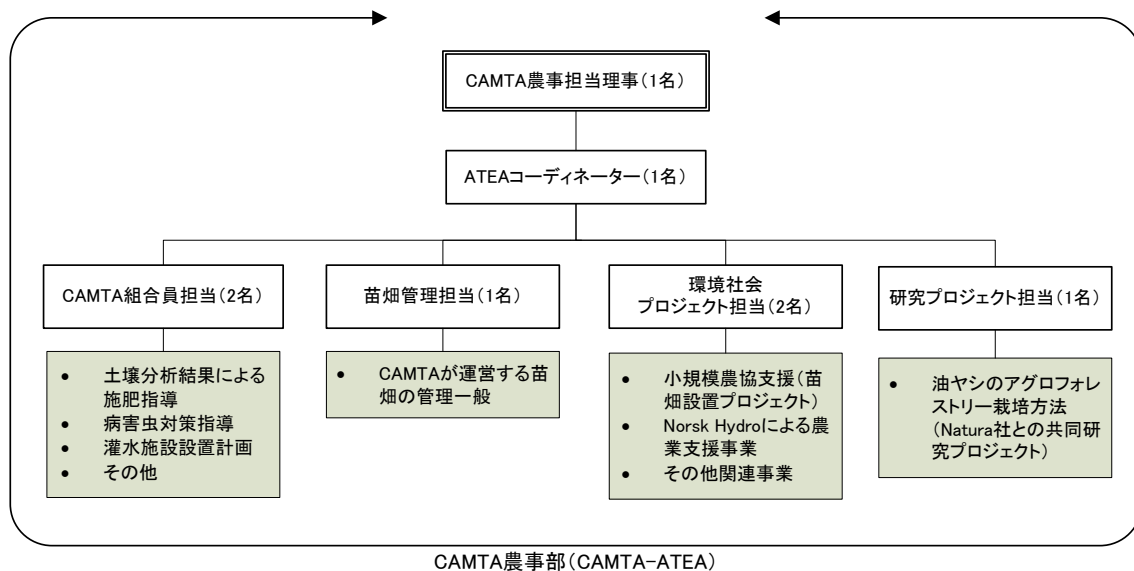 CAMTA農事担当理事(1名)
ATEAコーディネーター(1名)
CAMTA組合員担当(2名)
• 土壌分析結果による
施肥指導
• 病害虫対策指導
• 灌水施設設置計画
• その他
苗畑管理担当(1名)
• CAMTAが運営する苗
畑の管理一般
環境社会
プロジェクト担当(2名)
• 小規模農協支援(苗
畑設置プロジェクト)
• Norsk Hydroによる農
業支援事業
• その他関連事業
研究プロジェクト担当(1名)
• 油ヤシのアグロフォレ
ストリー栽培方法
(Natura社との共同研
究プロジェクト)
CAMTA農事部(CAMTA-ATEA)